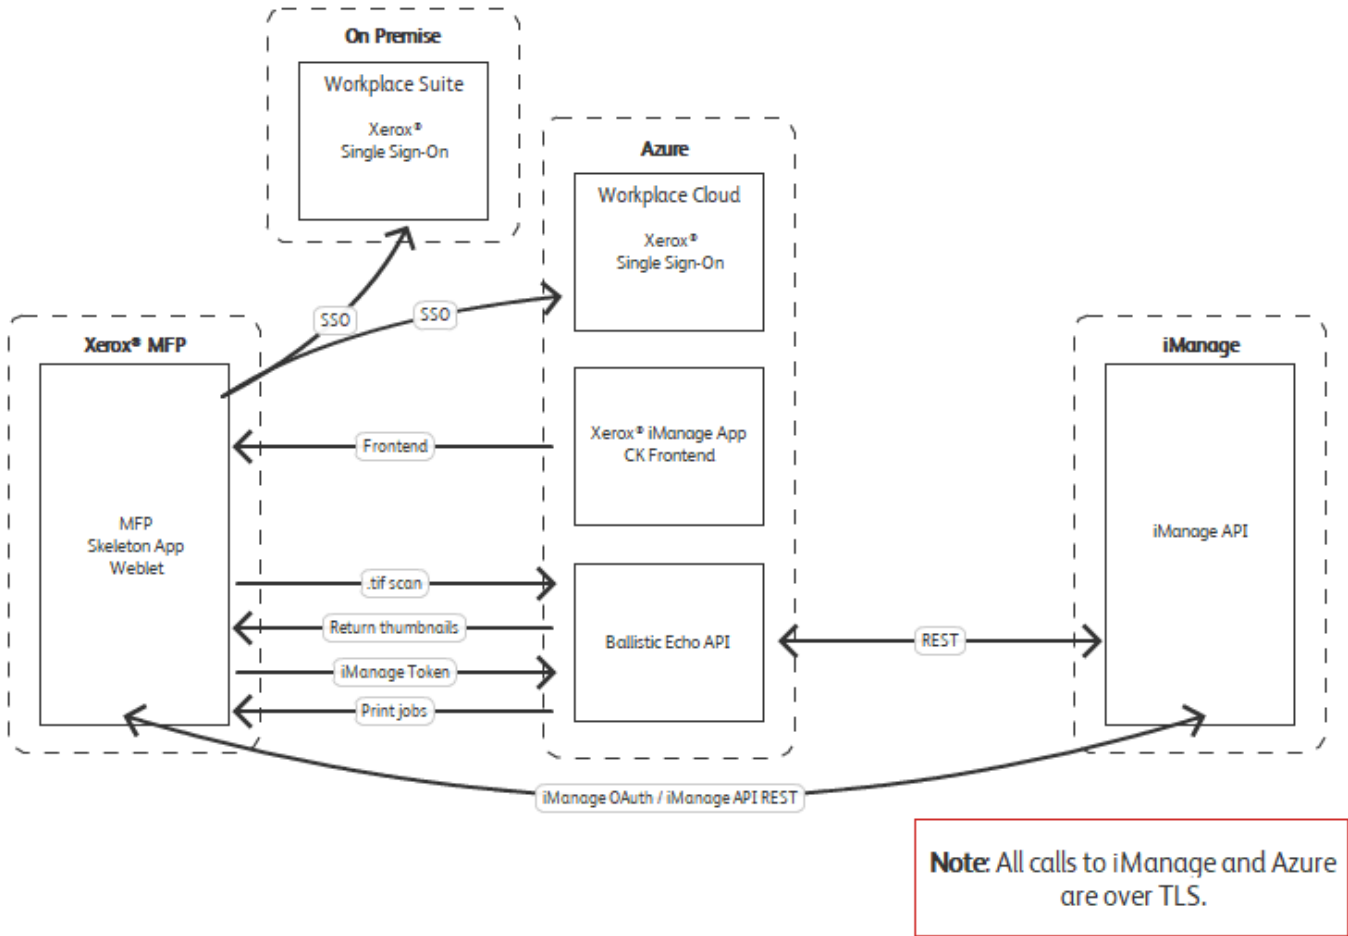 On Premise
Workplace Suite
Xerox®
Single Sign-On
Azure
Workplace Cloud
Xerox®
Single Sign-On
SSO
SSO
Xerox® MFP
iManage
Frontend
Xerox® iManage App
CK Frontend
MFP
Skeleton App
Weblet
iManage API
.tif scan
Return thumbnails
Ballistic Echo API
REST
iManage Token
Print jobs
iManage OAuth / iManage API REST
Note: All calls to iManage and Azure
are over TLS.